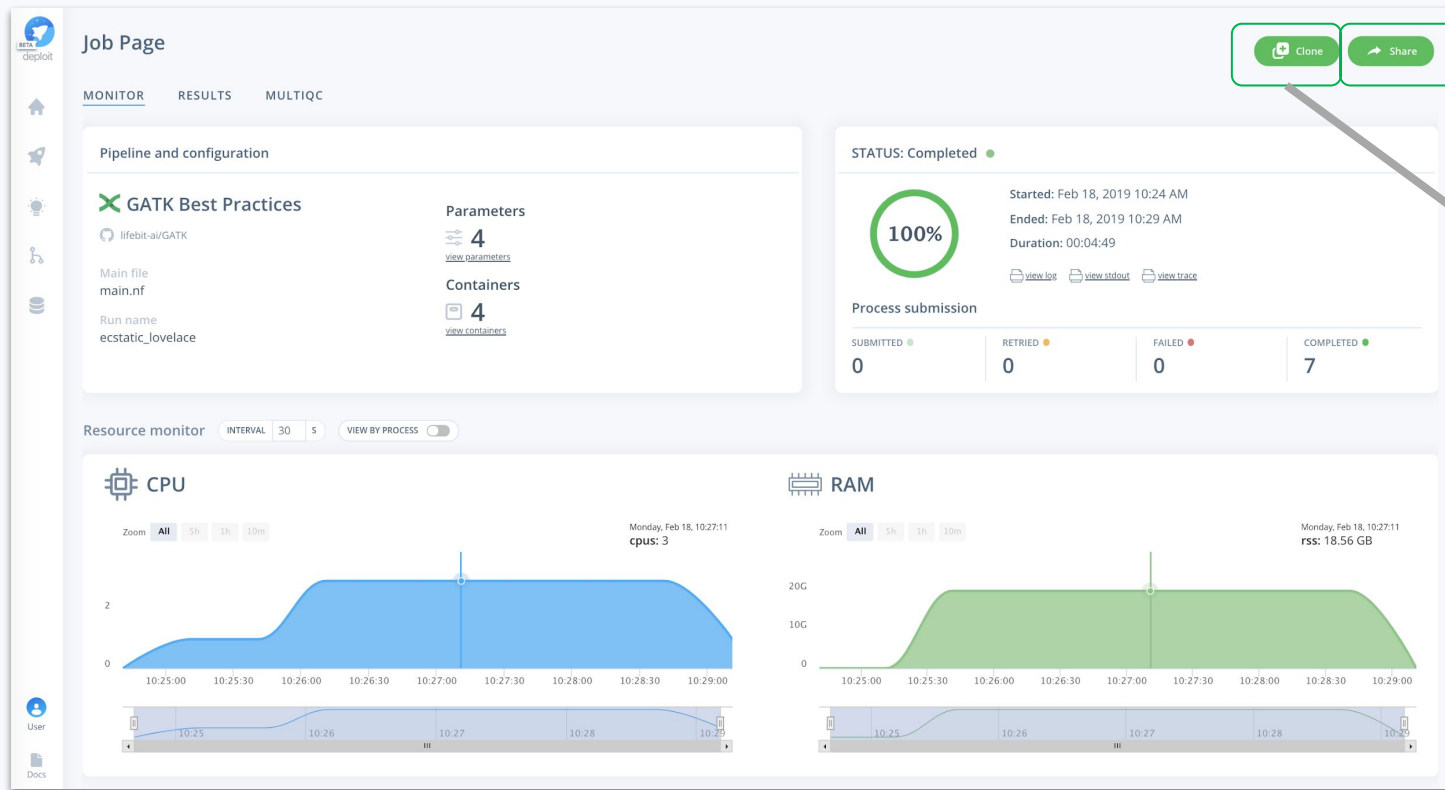 BETA
deploit
Job Page
Clone
Share
MONITOR RESULTS MULTIQC
Pipeline and configuration
GATK Best Practices
lifebit-ai/GATK
Main file
main.nf
Run name
ecstatic_lovelace
Parameters
4
view parameters
Containers
4
view containers
STATUS: Completed
100%
Started: Feb 18, 2019 10:24 AM
Ended: Feb 18, 2019 10:29 AM
Duration: 00:04:49
view log view stdout view trace
Process submission
SUBMITTED RETRIED FAILED COMPLETED
0 0 0 7
Resource monitor INTERVAL 30 S VIEW BY PROCESS
CPU
Zoom All 5h 1h 10m
Monday, Feb 18, 10:27:11
cpus: 3
2
0
10:25:00 10:25:30 10:26:00 10:26:30 10:27:00 10:27:30 10:28:00 10:28:30 10:29:00
10:25 10:26 10:27 10:28 10:29
RAM
Zoom All 5h 1h 10m
Monday, Feb 18, 10:27:11
rss: 18.56 GB
20G
10G
0
10:25:00 10:25:30 10:26:00 10:26:30 10:27:00 10:27:30 10:28:00 10:28:30 10:29:00
10:25 10:26 10:27 10:28 10:29
User
Docs